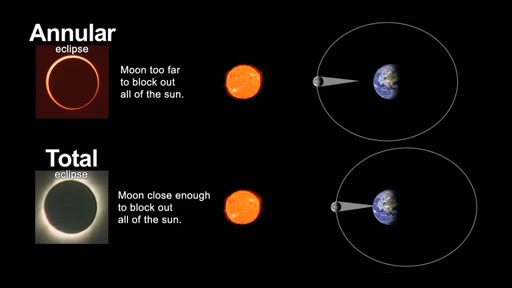 Annular
eclipse
Moon too far
to block out
all of the sun.
Total
eclipse
Moon close enough
to block out
all of the sun.